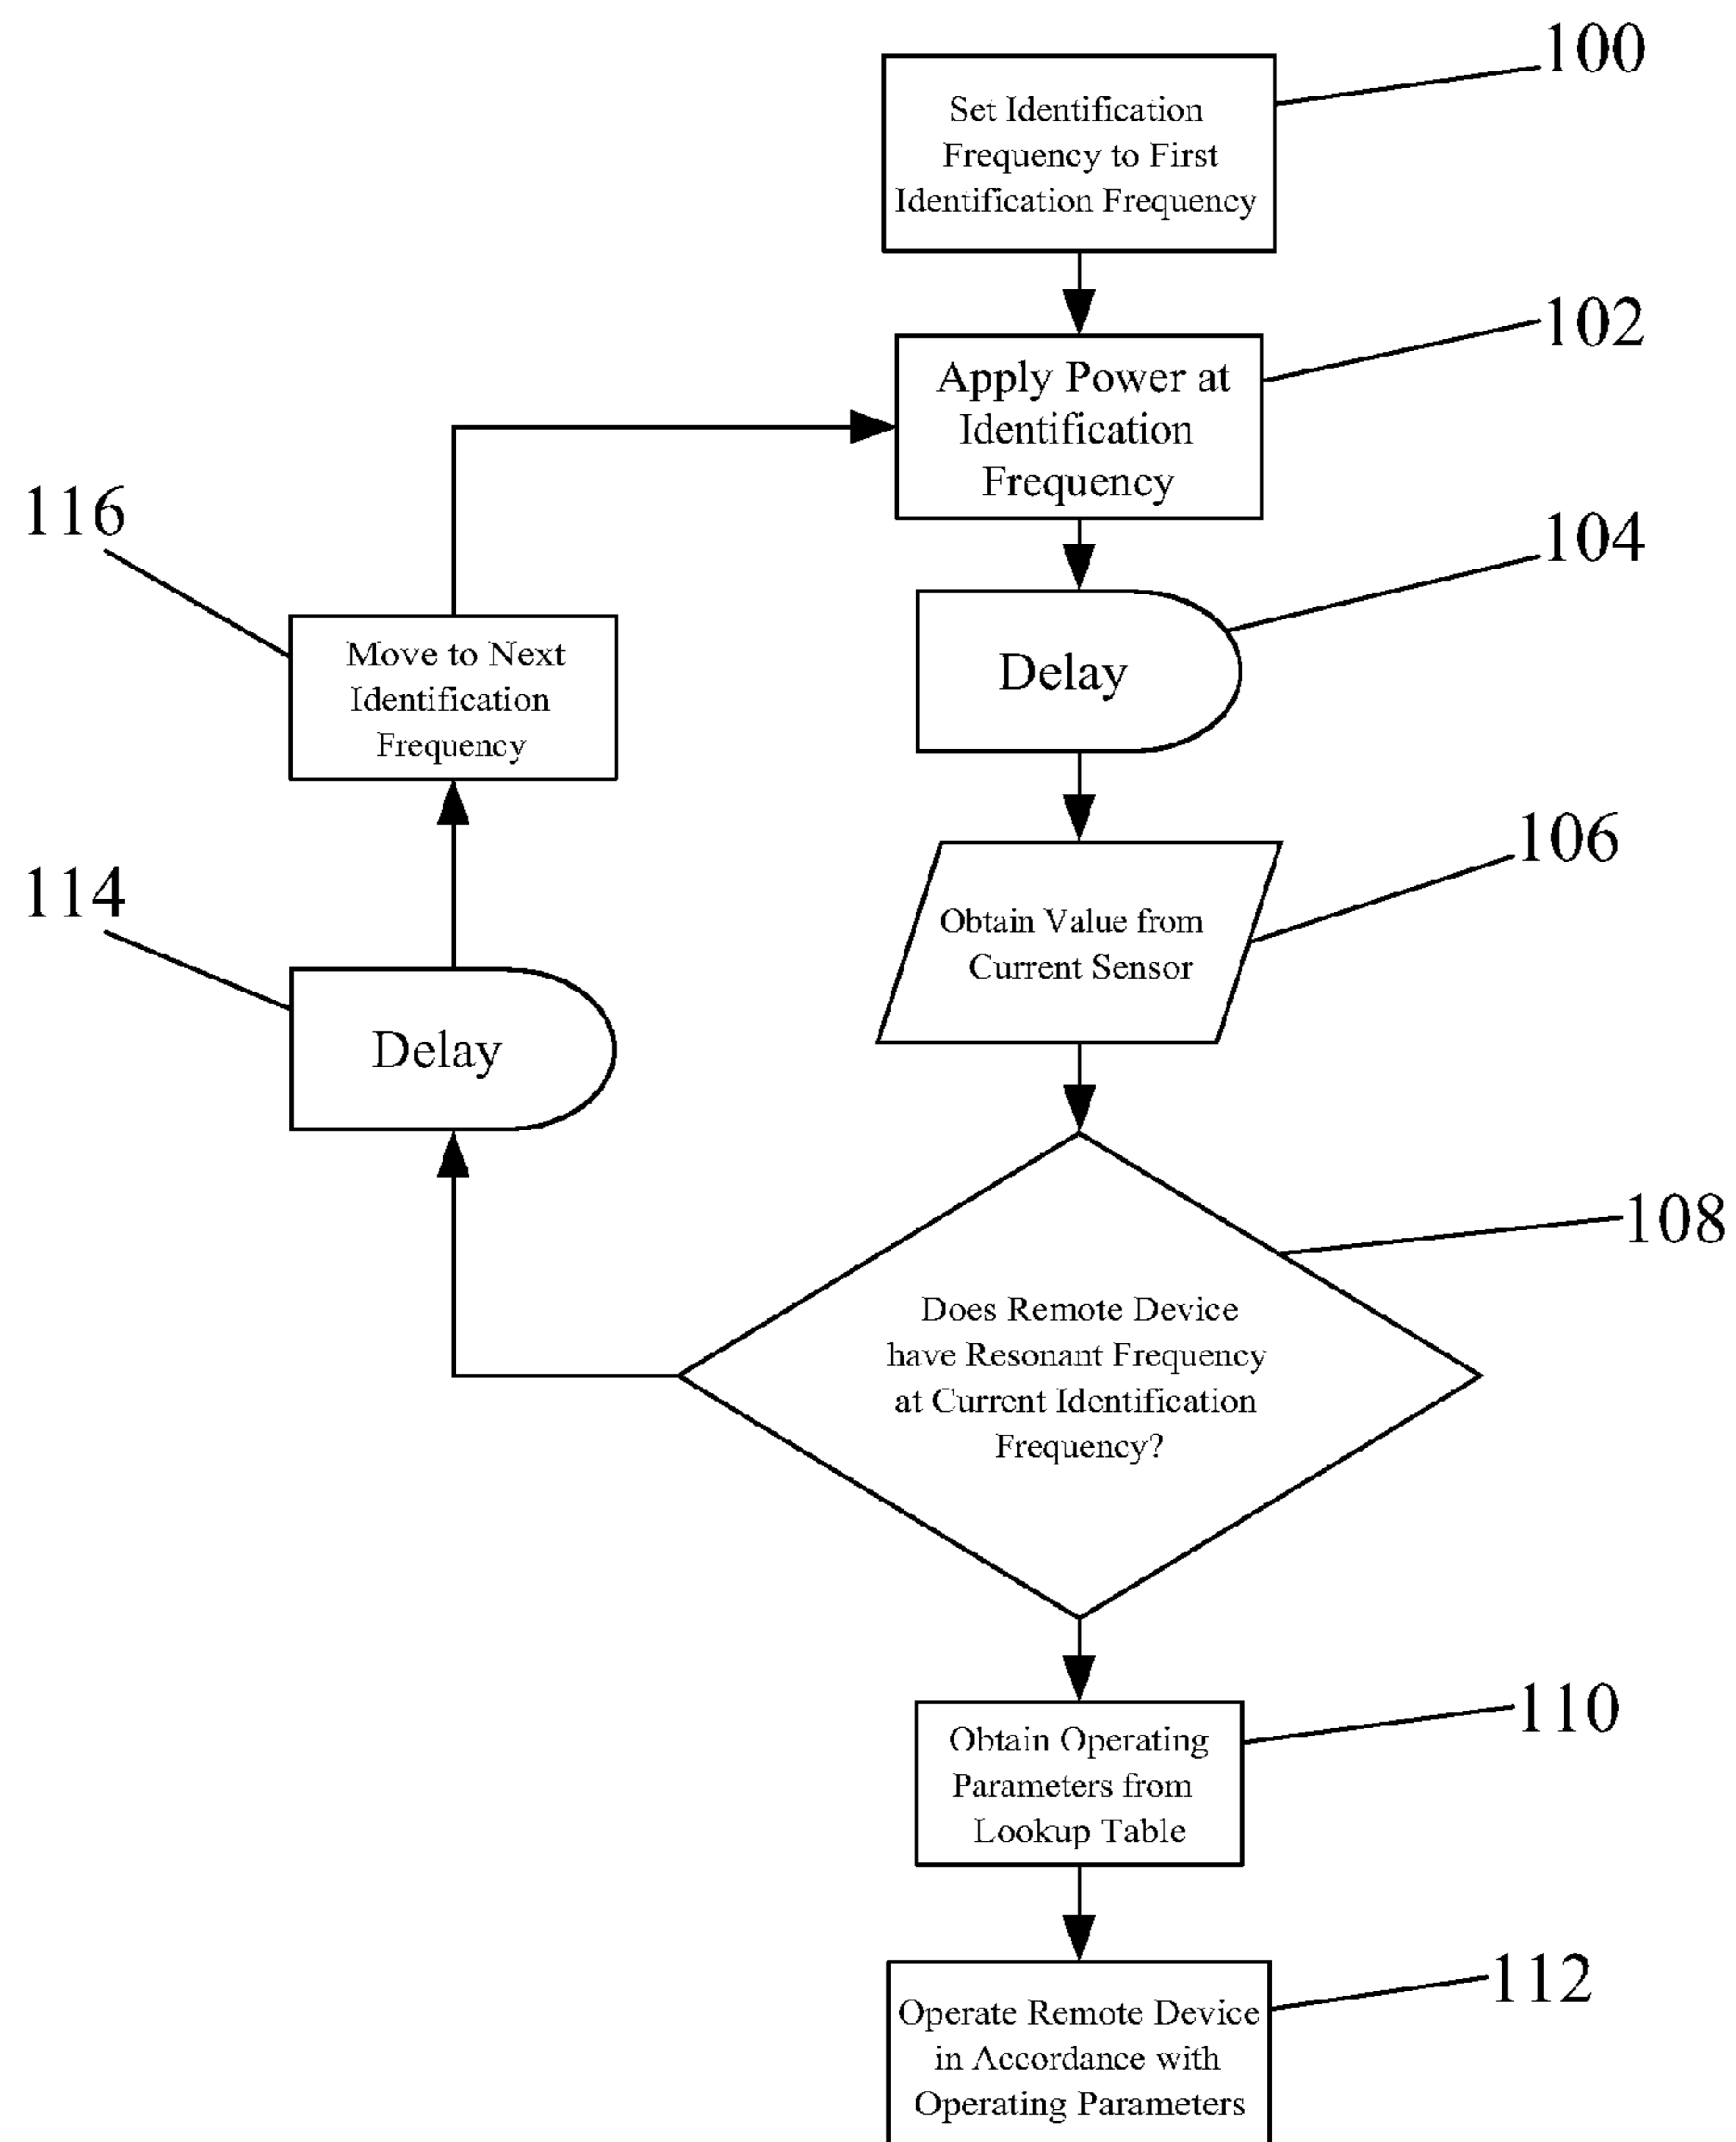 100
Set Identification
Frequency to First
Identification Frequency
102
Apply Power at
Identification
Frequency
116
104
Move to Next
Identification
Frequency
Delay
106
114
Obtain Value from
Current Sensor
Delay
108
Does Remote Device
have Resonant Frequency
at Current Identification
Frequency?
110
Obtain Operating
Parameters from
Lookup Table
112
Operate Remote Device
in Accordance with
Operating Parameters